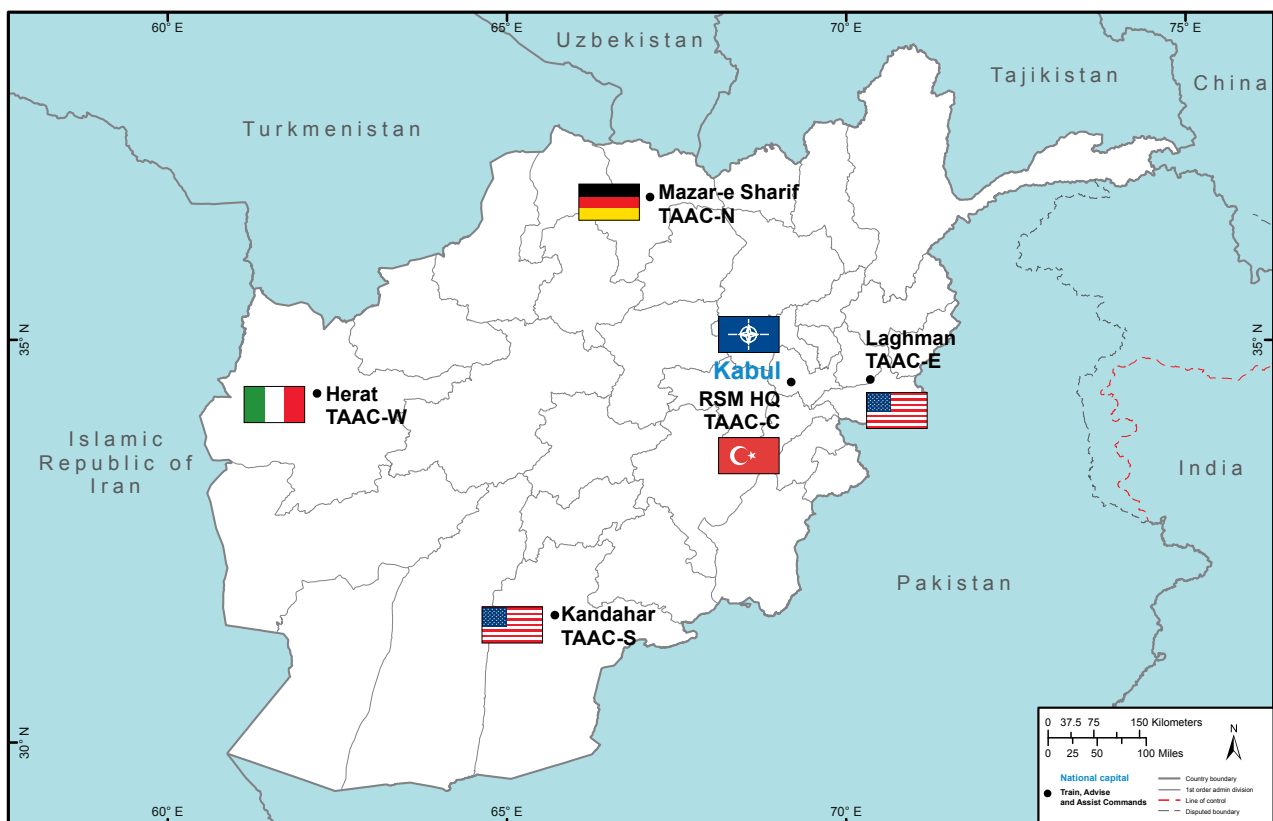 60° E
65° E
70° E
75° E
Uzbekistan
Tajikistan
China
Turkmenistan
Mazar-e Sharif
TAAC-N
35° N
Laghman
TAAC-E
35° N
Kabul
RSM HQ
TAAC-C
Herat
TAAC-W
Islamic
Republic of
Iran
India
Pakistan
Kandahar
TAAC-S
30° N
0 37.5 75 150 Kilometers
0 25 50 100 Miles
N
National capital
Train, Advise
and Assist Commands
Country boundary
1st order admin division
Line of control
Disputed boundary
60° E
65° E
70° E